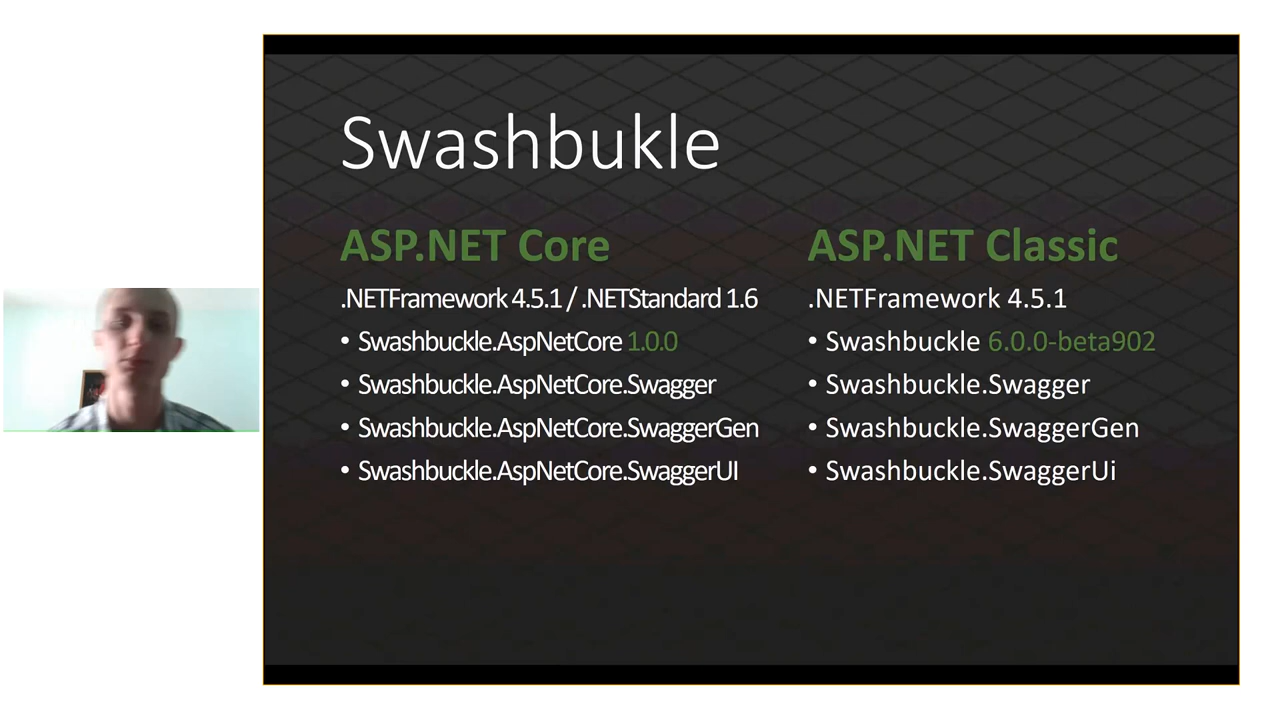 Swashbukle
ASP.NET Core
.NETFramework 4.5.1 / .NETStandard 1.6
• Swashbuckle.AspNetCore 1.0.0
• Swashbuckle.AspNetCore.Swagger
• Swashbuckle.AspNetCore.SwaggerGen
• Swashbuckle.AspNetCore.SwaggerUI
ASP.NET Classic
.NETFramework 4.5.1
• Swashbuckle 6.0.0-beta902
• Swashbuckle.Swagger
• Swashbuckle.SwaggerGen
• Swashbuckle.SwaggerUi